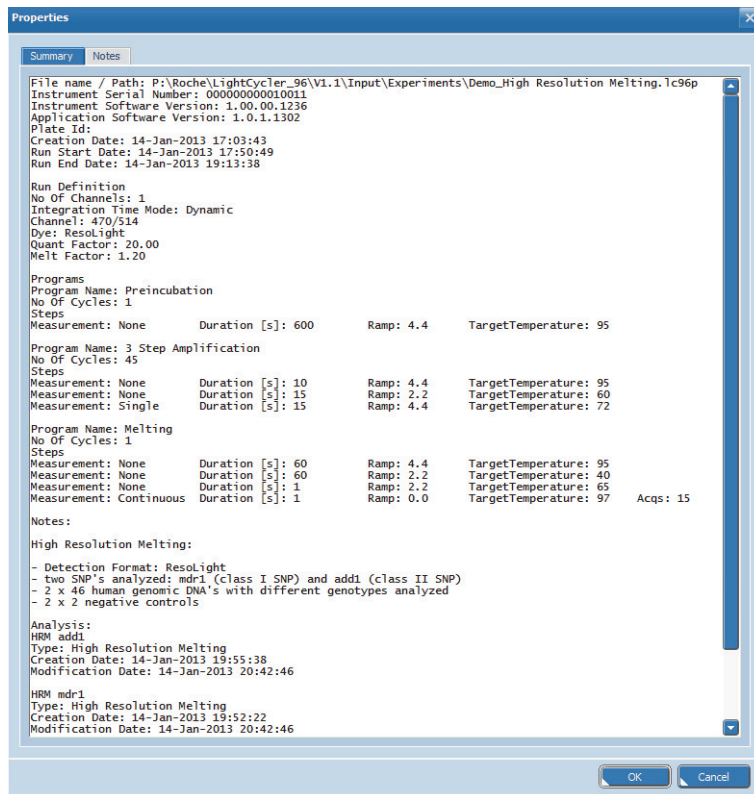 Properties
Summary Notes
File name / Path: P:\Roche\LightCycler_96\V1.1\Input\Experiments\Demo_High Resolution Melting.lc96p
Instrument Serial Number: 00000000010011
Instrument Software Version: 1.00.00.1236
Application Software Version: 1.0.1.1302
Plate Id:
Creation Date: 14-Jan-2013 17:03:43
Run Start Date: 14-Jan-2013 17:50:49
Run End Date: 14-Jan-2013 19:13:38
Run Definition
No Of Channels: 1
Integration Time Mode: Dynamic
Channel: 470/514
Dye: ResoLight
Quant Factor: 20.00
Melt Factor: 1.20
Programs
Program Name: Preincubation
No Of Cycles: 1
Steps
Measurement: None Duration [s]: 600 Ramp: 4.4 TargetTemperature: 95
Program Name: 3 Step Amplification
No Of Cycles: 45
Steps
Measurement: None Duration [s]: 10 Ramp: 4.4 TargetTemperature: 95
Measurement: None Duration [s]: 15 Ramp: 2.2 TargetTemperature: 60
Measurement: Single Duration [s]: 15 Ramp: 4.4 TargetTemperature: 72
Program Name: Melting
No Of Cycles: 1
Steps
Measurement: None Duration [s]: 60 Ramp: 4.4 TargetTemperature: 95
Measurement: None Duration [s]: 60 Ramp: 2.2 TargetTemperature: 40
Measurement: None Duration [s]: 1 Ramp: 2.2 TargetTemperature: 65
Measurement: Continuous Duration [s]: 1 Ramp: 0.0 TargetTemperature: 97 Acqs: 15
Notes:
High Resolution Melting:
- Detection Format: ResoLight
- two SNP's analyzed: mdr1 (class I SNP) and add1 (class II SNP)
- 2 x 46 human genomic DNA's with different genotypes analyzed
- 2 x 2 negative controls
Analysis:
HRM add1
Type: High Resolution Melting
Creation Date: 14-Jan-2013 19:55:38
Modification Date: 14-Jan-2013 20:42:46
HRM mdr1
Type: High Resolution Melting
Creation Date: 14-Jan-2013 19:52:22
Modification Date: 14-Jan-2013 20:42:46
OK Cancel